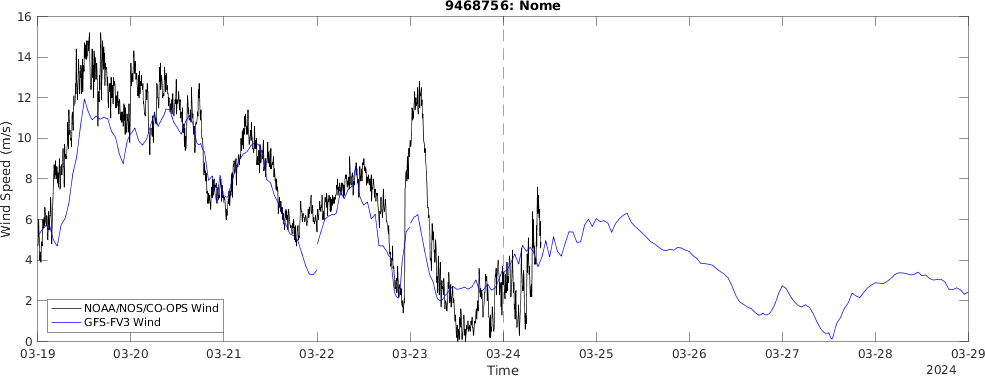 9468756: Nome
16
14
12
10
8
6
4
2
0
Wind Speed (m/s)
NOAA/NOS/CO-OPS Wind
GFS-FV3 Wind
03-19 03-20 03-21 03-22 03-23 03-24 03-25 03-26 03-27 03-28 03-29
Time
2024